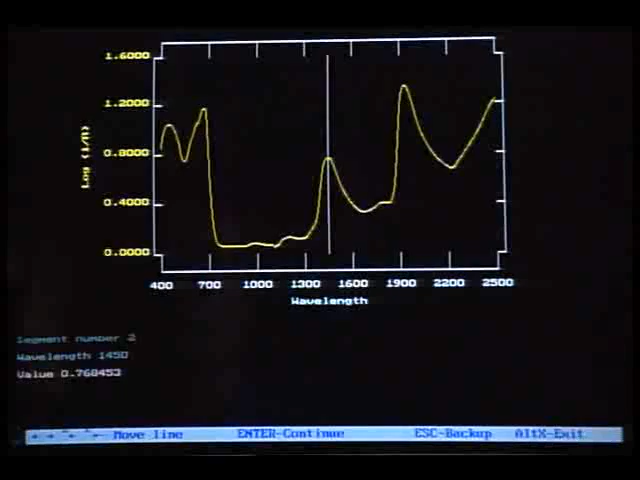 1.6000
1.2000
0.8000
0.4000
0.0000
Log (1/R)
400 700 1000 1300 1600 1900 2200 2500
Wavelength
Segment number 2
Wavelength 1450
Value 0.768453
Move line ENTER-Continue ESC-Backup AltX-Exit